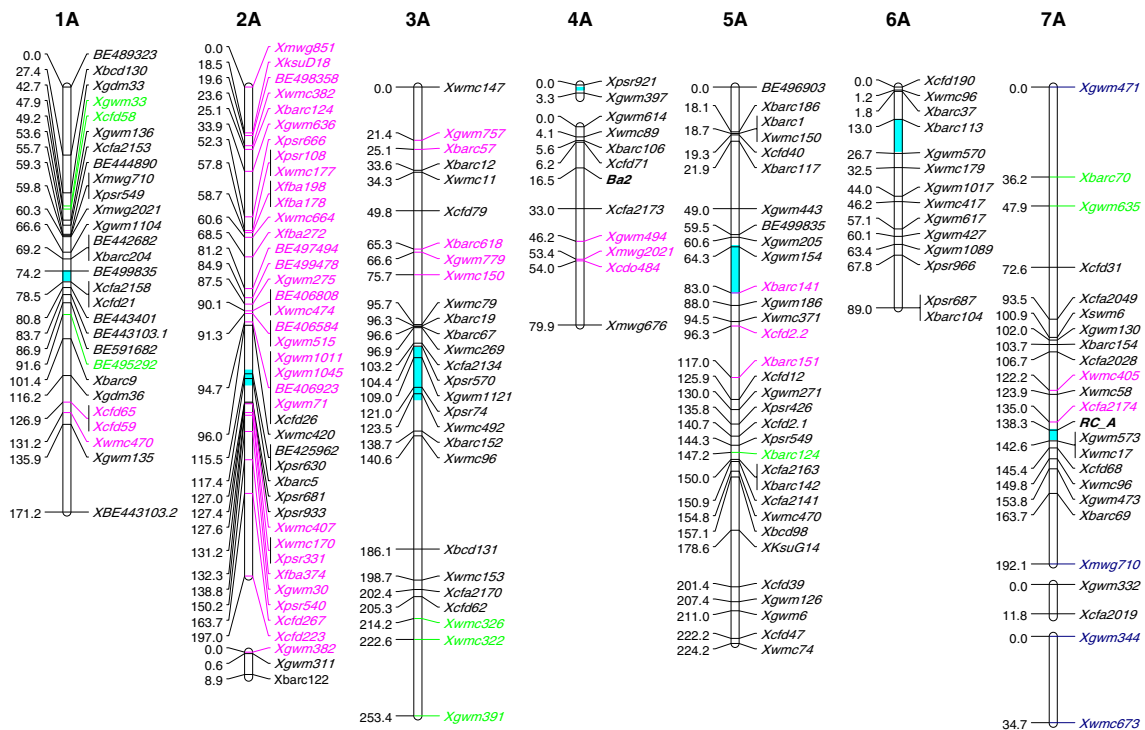 1A
0.0 BE489323
27.4 Xbcd130
42.7 Xgdm33
47.9 Xgwm33
49.2 Xcfd58
53.6 Xgwm136
55.7 Xcfa2153
59.3 BE444890
59.8 Xmwg710
Xpsr549
60.3 Xmwg2021
66.6 Xgwm1104
69.2 BE442682
Xbarc204
74.2 BE499835
78.5 Xcfa2158
Xcfd21
80.8 BE443401
83.7 BE443103.1
86.9 BE591682
91.6 BE495292
101.4 Xbarc9
116.2 Xgdm36
126.9 Xcfd65
Xcfd59
131.2 Xwmc470
135.9 Xgwm135
171.2 XBE443103.2
2A
0.0 Xmwg851
18.5 XksuD18
19.6 BE498358
23.6 Xwmc382
25.1 Xbarc124
33.9 Xgwm636
52.3 Xpsr666
57.8 Xpsr108
Xwmc177
58.7 Xfba198
Xfba178
60.6 Xwmc664
68.5 Xfba272
81.2 BE497494
84.9 BE499478
87.5 Xgwm275
90.1 BE406808
Xwmc474
91.3 BE406584
Xgwm515
Xgwm1011
94.7 Xgwm1045
BE406923
Xgwm71
Xcfd26
96.0 Xwmc420
BE425962
115.5 Xpsr630
117.4 Xbarc5
127.0 Xpsr681
127.4 Xpsr933
127.6 Xwmc407
131.2 Xwmc170
Xpsr331
132.3 Xfba374
138.8 Xgwm30
150.2 Xpsr540
163.7 Xcfd267
197.0 Xcfd223
0.0 Xgwm382
0.6 Xgwm311
8.9 Xbarc122
3A
0.0 Xwmc147
21.4 Xgwm757
25.1 Xbarc57
33.6 Xbarc12
34.3 Xwmc11
49.8 Xcfd79
65.3 Xbarc618
66.6 Xgwm779
75.7 Xwmc150
95.7 Xwmc79
96.3 Xbarc19
96.6 Xbarc67
96.9 Xwmc269
103.2 Xcfa2134
104.4 Xpsr570
109.0 Xgwm1121
121.0 Xpsr74
123.5 Xwmc492
138.7 Xbarc152
140.6 Xwmc96
186.1 Xbcd131
198.7 Xwmc153
202.4 Xcfa2170
205.3 Xcfd62
214.2 Xwmc326
222.6 Xwmc322
253.4 Xgwm391
4A
0.0 Xpsr921
3.3 Xgwm397
0.0 Xgwm614
4.1 Xwmc89
5.6 Xbarc106
6.2 Xcfd71
16.5 Ba2
33.0 Xcfa2173
46.2 Xgwm494
53.4 Xmwg2021
54.0 Xcdo484
79.9 Xmwg676
5A
0.0 BE496903
18.1 Xbarc186
18.7 Xbarc1
Xwmc150
19.3 Xcfd40
21.9 Xbarc117
49.0 Xgwm443
59.5 BE499835
60.6 Xgwm205
64.3 Xgwm154
83.0 Xbarc141
88.0 Xgwm186
94.5 Xwmc371
96.3 Xcfd2.2
117.0 Xbarc151
125.9 Xcfd12
130.0 Xgwm271
135.8 Xpsr426
140.7 Xcfd2.1
144.3 Xpsr549
147.2 Xbarc124
150.0 Xcfa2163
Xbarc142
150.9 Xcfa2141
154.8 Xwmc470
157.1 Xbcd98
178.6 XKsuG14
201.4 Xcfd39
207.4 Xgwm126
211.0 Xgwm6
222.2 Xcfd47
224.2 Xwmc74
6A
0.0 Xcfd190
1.2 Xwmc96
1.8 Xbarc37
13.0 Xbarc113
26.7 Xgwm570
32.5 Xwmc179
44.0 Xgwm1017
46.2 Xwmc417
57.1 Xgwm617
60.1 Xgwm427
63.4 Xgwm1089
67.8 Xpsr966
89.0 Xpsr687
Xbarc104
7A
0.0 Xgwm471
36.2 Xbarc70
47.9 Xgwm635
72.6 Xcfd31
93.5 Xcfa2049
100.9 Xswm6
102.0 Xgwm130
103.7 Xbarc154
106.7 Xcfa2028
122.2 Xwmc405
123.9 Xwmc58
135.0 Xcfa2174
138.3 RC_A
142.6 Xgwm573
Xwmc17
145.4 Xcfd68
149.8 Xwmc96
153.8 Xgwm473
163.7 Xbarc69
192.1 Xmwg710
0.0 Xgwm332
11.8 Xcfa2019
0.0 Xgwm344
34.7 Xwmc673